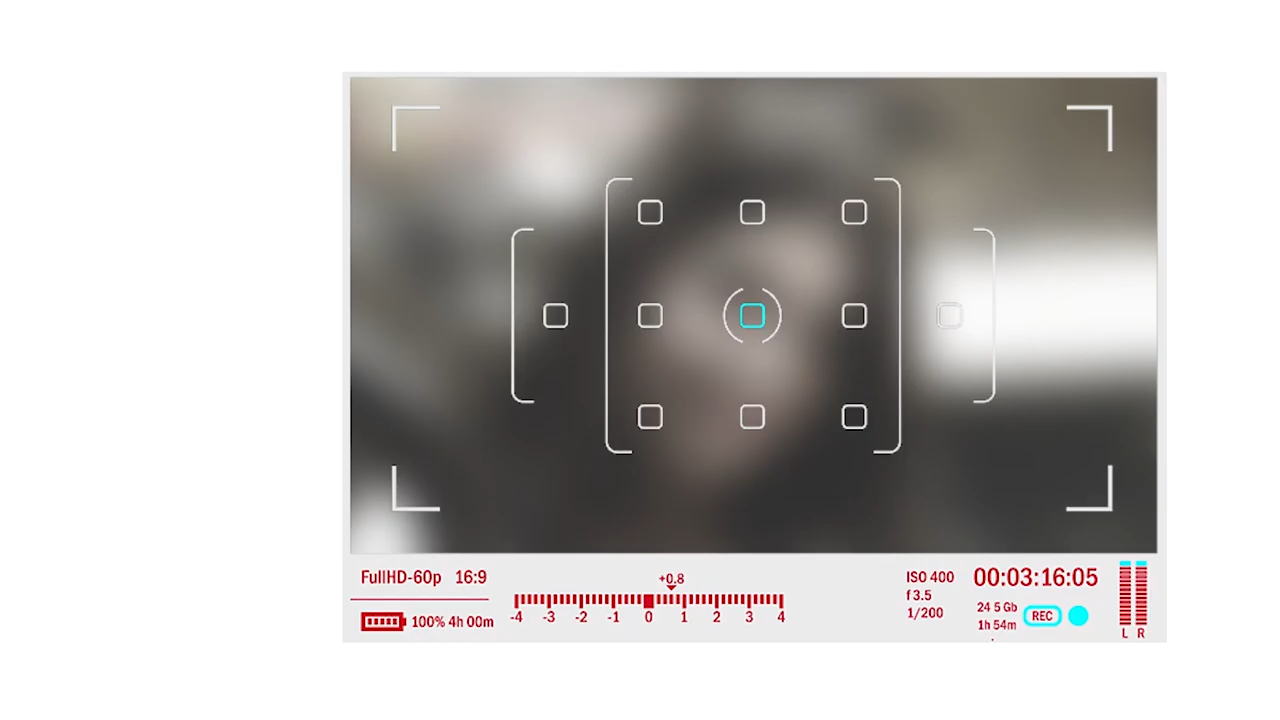 FullHD-60p 16:9
100% 4h 00m
+0.8
-4 -3 -2 -1 0 1 2 3 4
ISO 400
f 3.5
1/200
00:03:16:05
24 5 Gb
1h 54m
REC
L R